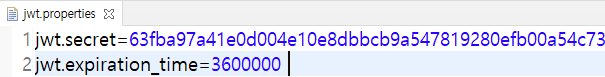 jwt.properties
1 jwt.secret=63fba97a41e0d004e10e8dbbcb9a547819280efb00a54c73
2 jwt.expiration_time=3600000